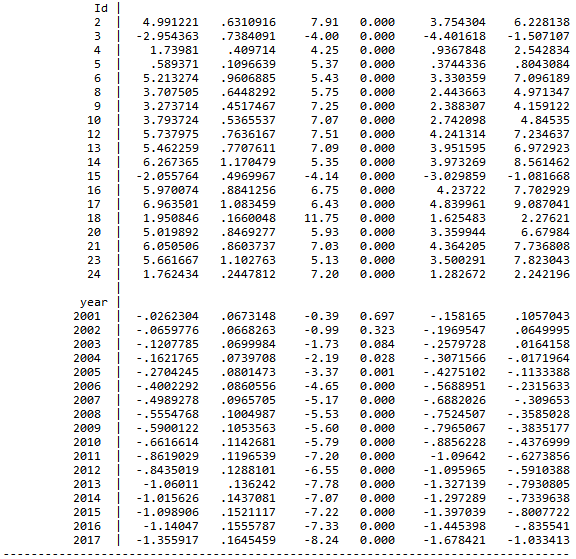 Id |
2 | 4.991221 .6310916 7.91 0.000 3.754304 6.228138
3 | -2.954363 .7384091 -4.00 0.000 -4.401618 -1.507107
4 | 1.73981 .409714 4.25 0.000 .9367848 2.542834
5 | .589371 .1096639 5.37 0.000 .3744336 .8043084
6 | 5.213274 .9606885 5.43 0.000 3.330359 7.096189
8 | 3.707505 .6448292 5.75 0.000 2.443663 4.971347
9 | 3.273714 .4517467 7.25 0.000 2.388307 4.159122
10 | 3.793724 .5365537 7.07 0.000 2.742098 4.84535
12 | 5.737975 .7636167 7.51 0.000 4.241314 7.234637
13 | 5.462259 .7707611 7.09 0.000 3.951595 6.972923
14 | 6.267365 1.170479 5.35 0.000 3.973269 8.561462
15 | -2.055764 .4969967 -4.14 0.000 -3.029859 -1.081668
16 | 5.970074 .8841256 6.75 0.000 4.23722 7.702929
17 | 6.963501 1.083459 6.43 0.000 4.839961 9.087041
18 | 1.950846 .1660048 11.75 0.000 1.625483 2.27621
20 | 5.019892 .8469277 5.93 0.000 3.359944 6.67984
21 | 6.050506 .8603737 7.03 0.000 4.364205 7.736808
23 | 5.661667 1.102763 5.13 0.000 3.500291 7.823043
24 | 1.762434 .2447812 7.20 0.000 1.282672 2.242196
|
year |
2001 | -.0262304 .0673148 -0.39 0.697 -.158165 .1057043
2002 | -.0659776 .0668263 -0.99 0.323 -.1969547 .0649995
2003 | -.1207785 .0699984 -1.73 0.084 -.2579728 .0164158
2004 | -.1621765 .0739708 -2.19 0.028 -.3071566 -.0171964
2005 | -.2704245 .0801473 -3.37 0.001 -.4275102 -.1133388
2006 | -.4002292 .0860556 -4.65 0.000 -.5688951 -.2315633
2007 | -.4989278 .0965705 -5.17 0.000 -.6882026 -.309653
2008 | -.5554768 .1004987 -5.53 0.000 -.7524507 -.3585028
2009 | -.5900122 .1053563 -5.60 0.000 -.7965067 -.3835177
2010 | -.6616614 .1142681 -5.79 0.000 -.8856228 -.4376999
2011 | -.8619029 .1196539 -7.20 0.000 -1.09642 -.6273856
2012 | -.8435019 .1288101 -6.55 0.000 -1.095965 -.5910388
2013 | -1.06011 .136242 -7.78 0.000 -1.327139 -.7930805
2014 | -1.015626 .1437081 -7.07 0.000 -1.297289 -.7339638
2015 | -1.098906 .1521117 -7.22 0.000 -1.397039 -.8007722
2016 | -1.14047 .1555787 -7.33 0.000 -1.445398 -.835541
2017 | -1.355917 .1645459 -8.24 0.000 -1.678421 -1.033413